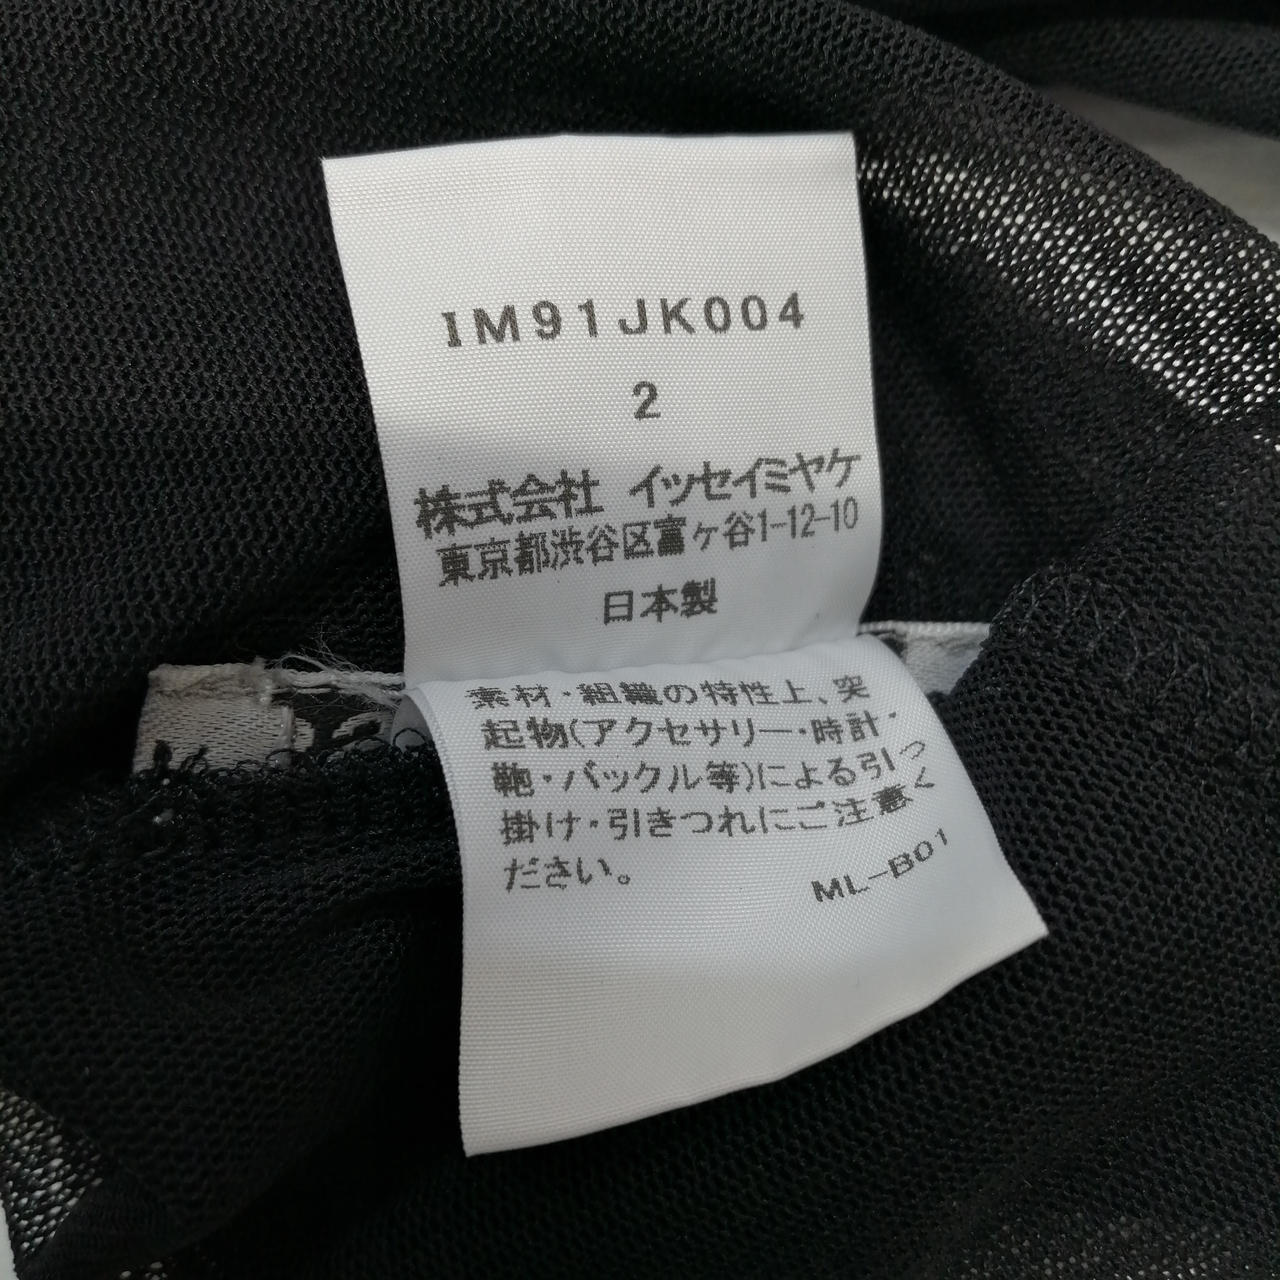 IM91JK004
2
株式会社 イッセイミヤケ
東京都渋谷区富ヶ谷1-12-10
日本製
素材・組織の特性上、突
起物(アクセサリー・時計・
鞄・バックル等)による引っ
掛け・引きつれにご注意く
ださい。
ML-B01